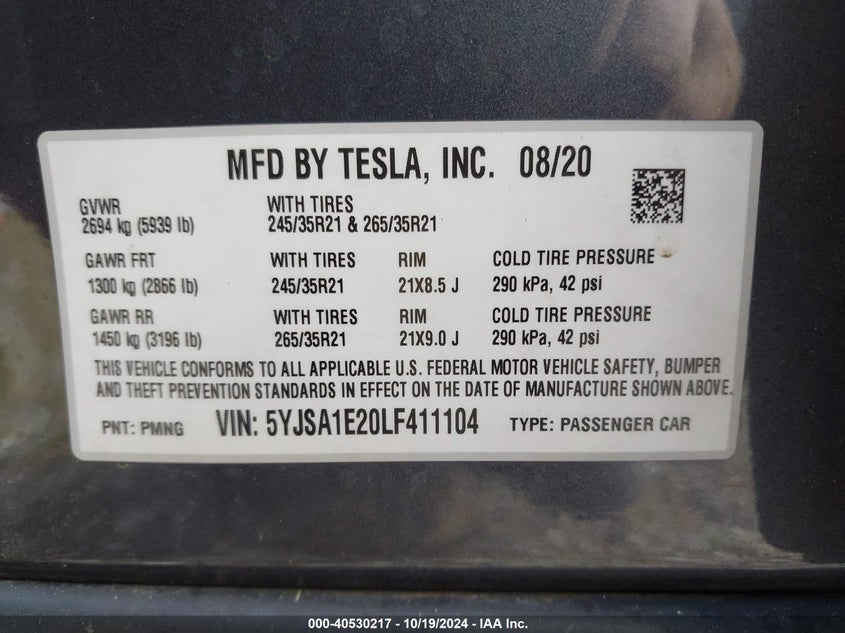 MFD BY TESLA, INC. 08/20
GVWR WITH TIRES
2694 kg (5939 lb) 245/35R21 & 265/35R21
GAWR FRT WITH TIRES RIM COLD TIRE PRESSURE
1300 kg (2866 lb) 245/35R21 21X8.5 J 290 kPa, 42 psi
GAWR RR WITH TIRES RIM COLD TIRE PRESSURE
1450 kg (3196 lb) 265/35R21 21X9.0 J 290 kPa, 42 psi
THIS VEHICLE CONFORMS TO ALL APPLICABLE U.S. FEDERAL MOTOR VEHICLE SAFETY, BUMPER
AND THEFT PREVENTION STANDARDS IN EFFECT ON THE DATE OF MANUFACTURE SHOWN ABOVE.
PNT: PMNG VIN: 5YJSA1E20LF411104 TYPE: PASSENGER CAR
000-40530217 - 10/19/2024 - IAA Inc.